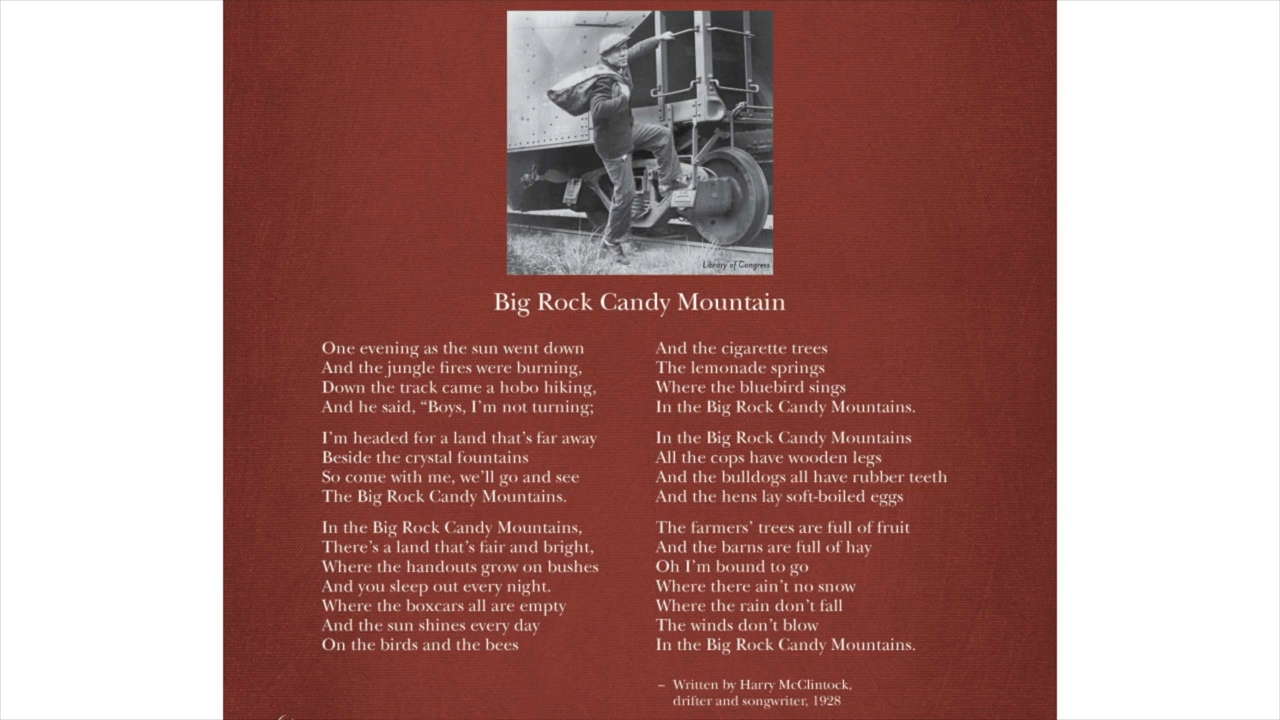 Library of Congress
Big Rock Candy Mountain
One evening as the sun went down
And the jungle fires were burning,
Down the track came a hobo hiking,
And he said, “Boys, I’m not turning;
I’m headed for a land that’s far away
Beside the crystal fountains
So come with me, we’ll go and see
The Big Rock Candy Mountains.
In the Big Rock Candy Mountains,
There’s a land that’s fair and bright,
Where the handouts grow on bushes
And you sleep out every night.
Where the boxcars all are empty
And the sun shines every day
On the birds and the bees
And the cigarette trees
The lemonade springs
Where the bluebird sings
In the Big Rock Candy Mountains.
In the Big Rock Candy Mountains
All the cops have wooden legs
And the bulldogs all have rubber teeth
And the hens lay soft-boiled eggs
The farmers’ trees are full of fruit
And the barns are full of hay
Oh I’m bound to go
Where there ain’t no snow
Where the rain don’t fall
The winds don’t blow
In the Big Rock Candy Mountains.
– Written by Harry McClintock,
drifter and songwriter, 1928